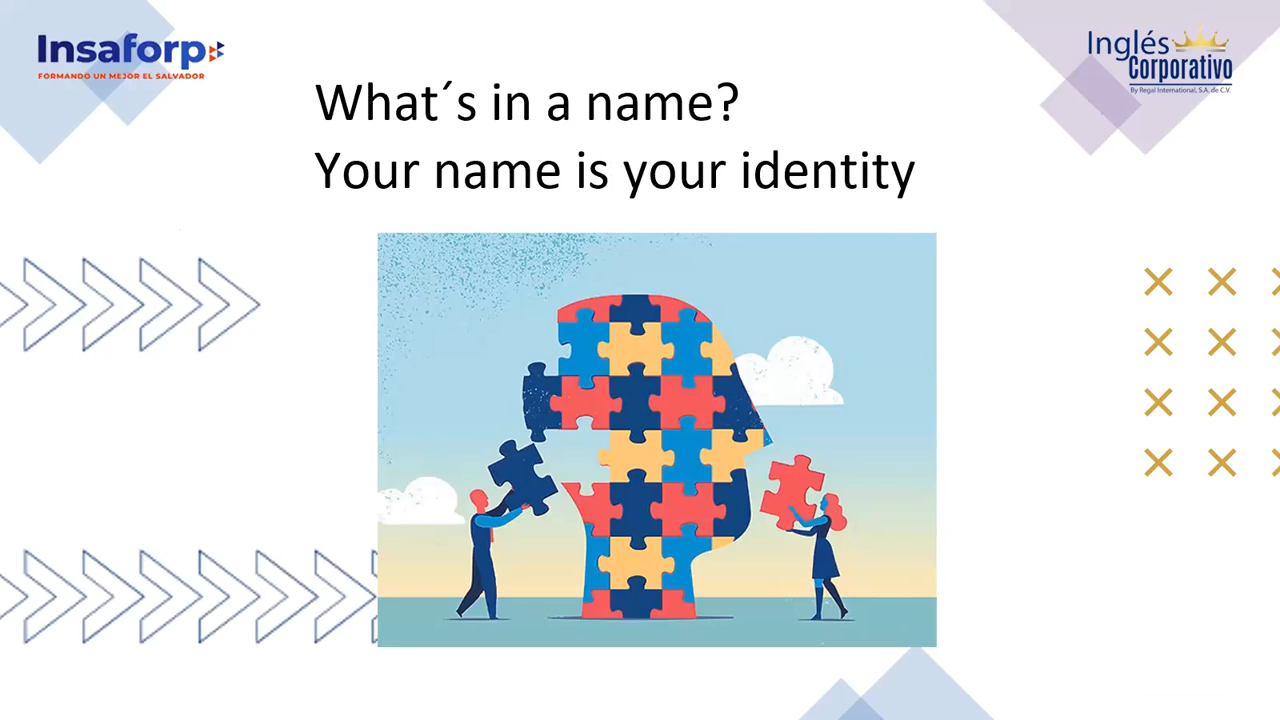 Insaforp
FORMANDO UN MEJOR EL SALVADOR
Inglés
Corporativo
By Regal International, S.A. de C.V.
What´s in a name?
Your name is your identity